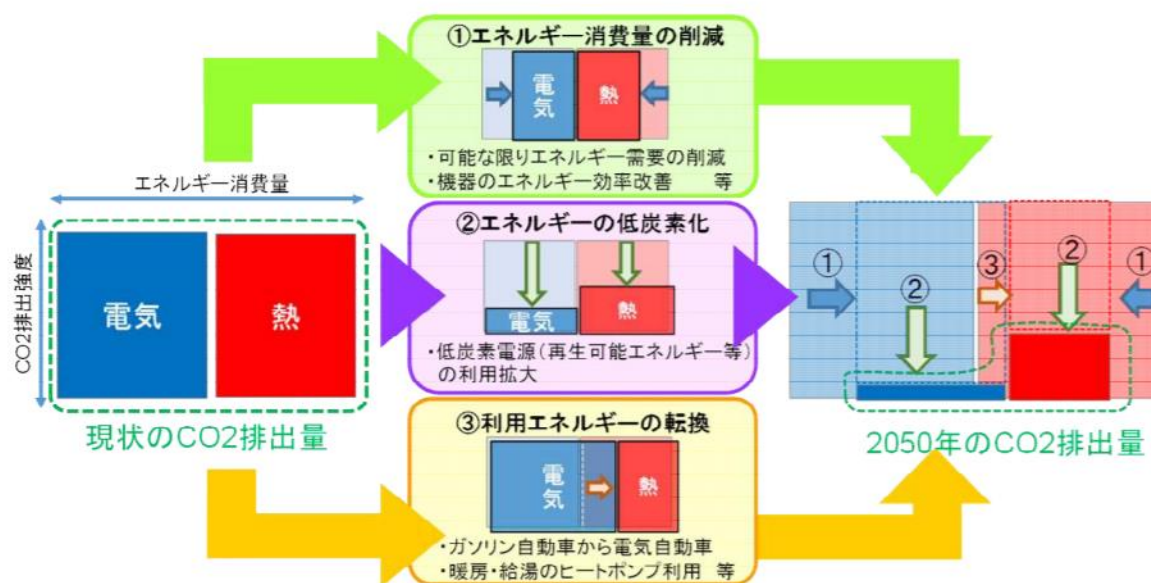 ①エネルギー消費量の削減
電気
熱
・可能な限りエネルギー需要の削減
・機器のエネルギー効率改善　等
エネルギー消費量
CO2排出強度
電気
熱
現状のCO2排出量
②エネルギーの低炭素化
電気
熱
・低炭素電源(再生可能エネルギー等)
の利用拡大
③利用エネルギーの転換
電気
熱
・ガソリン自動車から電気自動車
・暖房・給湯のヒートポンプ利用 等
①
②
③
②
①
2050年のCO2排出量